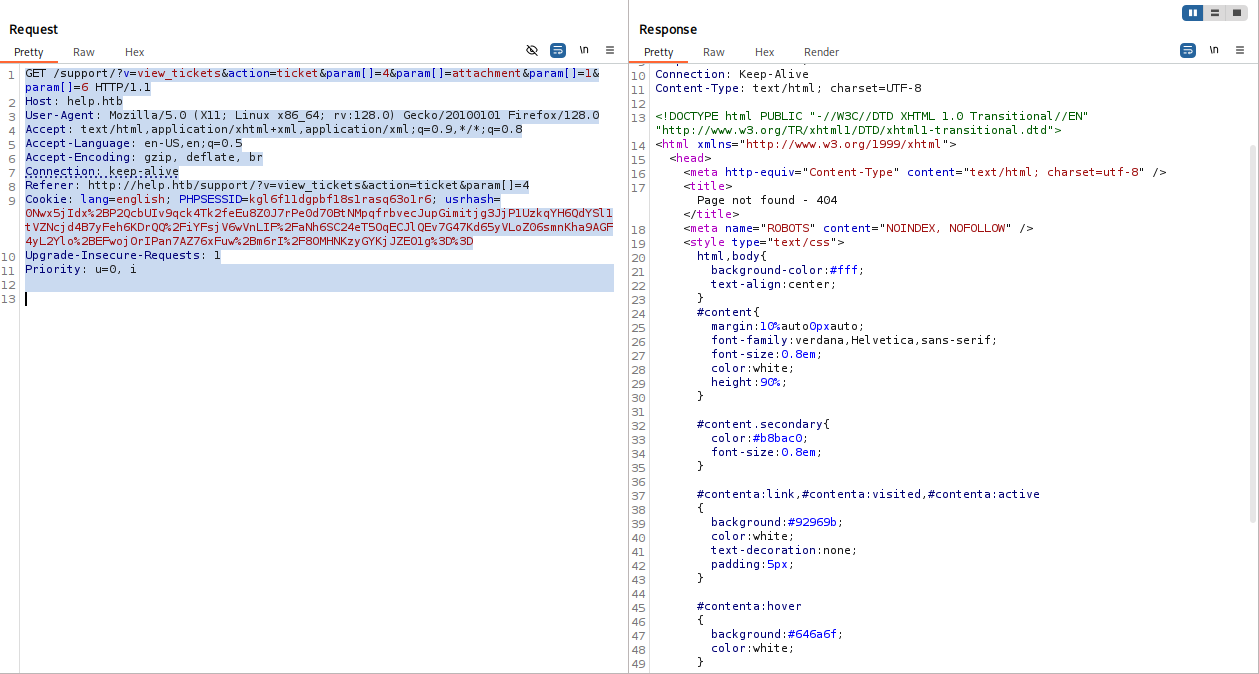 Request
Pretty Raw Hex
\n
1 GET /support/?v=view_tickets&action=ticket&param[]=4&param[]=attachment&param[]=1&
param[]=6 HTTP/1.1
2 Host: help.htb
3 User-Agent: Mozilla/5.0 (X11; Linux x86_64; rv:128.0) Gecko/20100101 Firefox/128.0
4 Accept: text/html,application/xhtml+xml,application/xml;q=0.9,*/*;q=0.8
5 Accept-Language: en-US,en;q=0.5
6 Accept-Encoding: gzip, deflate, br
7 Connection: keep-alive
8 Referer: http://help.htb/support/?v=view_tickets&action=ticket&param[]=4
9 Cookie: lang=english; PHPSESSID=kgl6f11dgpbf18s1rasq63o1r6; usrhash=
0Nwx5jIdx%2BP2QcbUIv9qck4Tk2feEu8Z0J7rPe0d70BtNMpqfrbvecJupGimitjg3JjP1UzkqYH6QdYSl1
tVZNcjd4B7yFeh6KDrQQ%2FiYFsjV6wVnLIF%2FaNh6SC24eT5OqECJlQEv7G47Kd65yVLoZ06smnKha9AGF
4yL2Ylo%2BEFwojOrIPan7AZ76xFuw%2Bm6rI%2F8OMHNKzyGYKjJZEO1g%3D%3D
10 Upgrade-Insecure-Requests: 1
11 Priority: u=0, i
12
13
Response
Pretty Raw Hex Render
\n
10 Connection: Keep-Alive
11 Content-Type: text/html; charset=UTF-8
12
13 <!DOCTYPE html PUBLIC "-//W3C//DTD XHTML 1.0 Transitional//EN"
"http://www.w3.org/TR/xhtml1/DTD/xhtml1-transitional.dtd">
14 <html xmlns="http://www.w3.org/1999/xhtml">
15 <head>
16 <meta http-equiv="Content-Type" content="text/html; charset=utf-8" />
17 <title>
Page not found - 404
</title>
18 <meta name="ROBOTS" content="NOINDEX, NOFOLLOW" />
19 <style type="text/css">
20 html,body{
21 background-color:#fff;
22 text-align:center;
23 }
24 #content{
25 margin:10%auto0pxauto;
26 font-family:verdana,Helvetica,sans-serif;
27 font-size:0.8em;
28 color:white;
29 height:90%;
30 }
31
32 #content.secondary{
33 color:#b8bac0;
34 font-size:0.8em;
35 }
36
37 #contenta:link,#contenta:visited,#contenta:active
38 {
39 background:#92969b;
40 color:white;
41 text-decoration:none;
42 padding:5px;
43 }
44
45 #contenta:hover
46 {
47 background:#646a6f;
48 color:white;
49 }